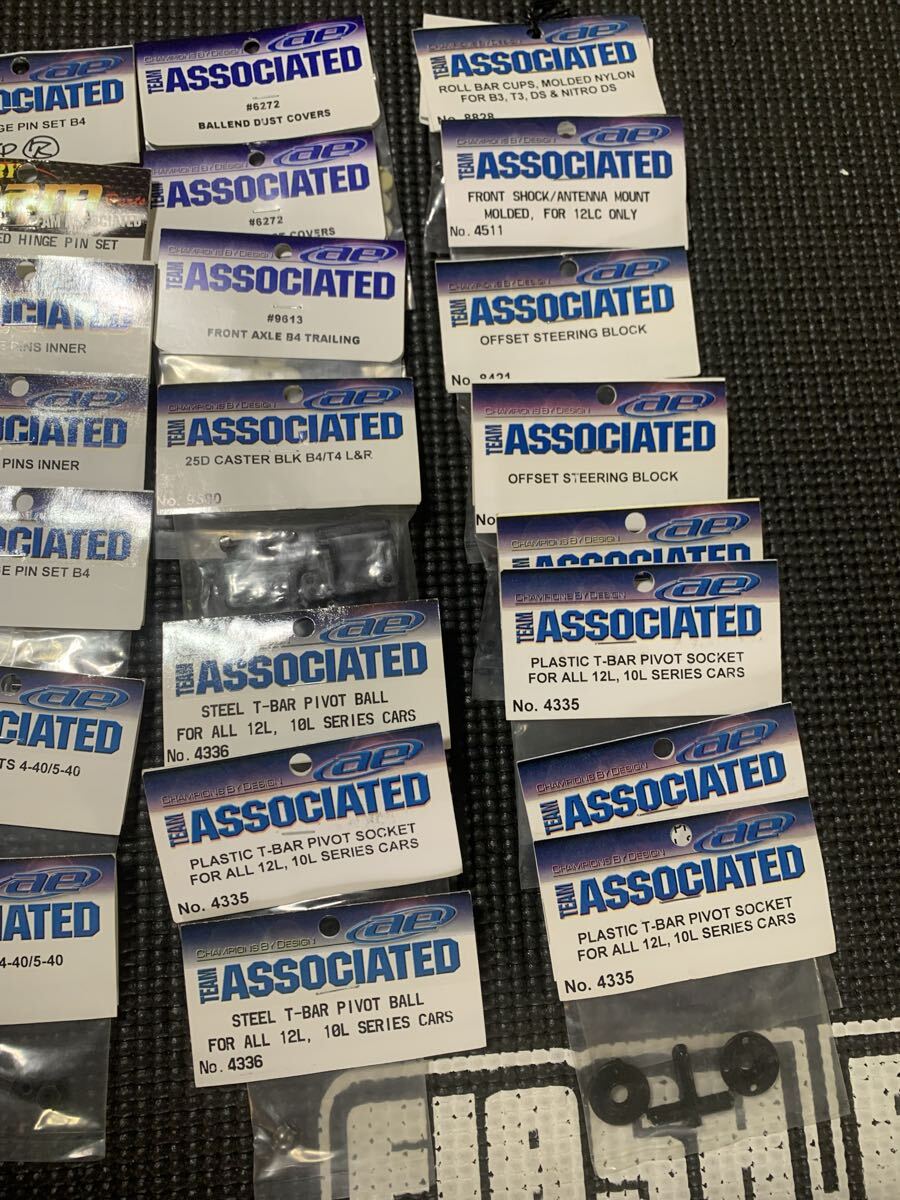 ASSOCIATED
GE PIN SET B4
ED HINGE PIN SET
CIATED
PINS INNER
CIATED
PINS INNER
OCIATED
GE PIN SET B4
CIATED
TS 4-40/5-40
IATED
4-40/5-40
CHAMPIONS BY DESIGN
ae
TEAM ASSOCIATED
#6272
BALLEND DUST COVERS
ae
TEAM ASSOCIATED
#6272
COVERS
CHAMPIONS BY DESIGN
ae
TEAM ASSOCIATED
#9613
FRONT AXLE B4 TRAILING
CHAMPIONS BY DESIGN
ae
TEAM ASSOCIATED
25D CASTER BLK B4/T4 L&R
ae
TEAM ASSOCIATED
STEEL T-BAR PIVOT BALL
FOR ALL 12L, 10L SERIES CARS
No. 4336
CHAMPIONS BY DESIGN
ae
TEAM ASSOCIATED
PLASTIC T-BAR PIVOT SOCKET
FOR ALL 12L, 10L SERIES CARS
No. 4335
CHAMPIONS BY DESIGN
ae
TEAM ASSOCIATED
STEEL T-BAR PIVOT BALL
FOR ALL 12L, 10L SERIES CARS
No. 4336
ae
TEAM ASSOCIATED
ROLL BAR CUPS, MOLDED NYLON
FOR B3, T3, DS & NITRO DS
No. 8828
ae
TEAM ASSOCIATED
FRONT SHOCK/ANTENNA MOUNT
MOLDED, FOR 12LC ONLY
No. 4511
ae
TEAM ASSOCIATED
OFFSET STEERING BLOCK
No. 8421
CHAMPIONS BY DESIGN
ae
TEAM ASSOCIATED
OFFSET STEERING BLOCK
No
CHAMPIONS BY DESIGN
ae
ASSOCIATED
CHAMPIONS BY DESIGN
ae
TEAM ASSOCIATED
PLASTIC T-BAR PIVOT SOCKET
FOR ALL 12L, 10L SERIES CARS
No. 4335
CHAMPIONS BY DESIGN
ae
TEAM ASSOCIATED
CHAMPIONS BY DESIGN
ae
TEAM ASSOCIATED
PLASTIC T-BAR PIVOT SOCKET
FOR ALL 12L, 10L SERIES CARS
No. 4335